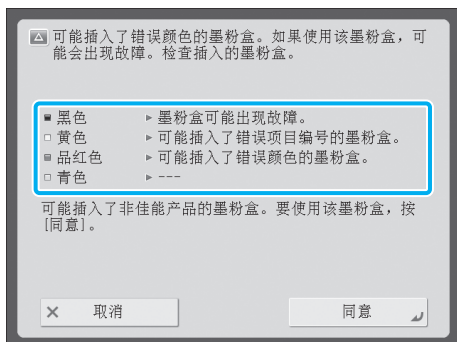 可能插入了错误颜色的墨粉盒。如果使用该墨粉盒，可
能会出现故障。检查插入的墨粉盒。
黑色 ▸ 墨粉盒可能出现故障。
黄色 ▸ 可能插入了错误项目编号的墨粉盒。
品红色 ▸ 可能插入了错误颜色的墨粉盒。
青色 ▸ ---
可能插入了非佳能产品的墨粉盒。要使用该墨粉盒，按
[同意]。
× 取消 同意